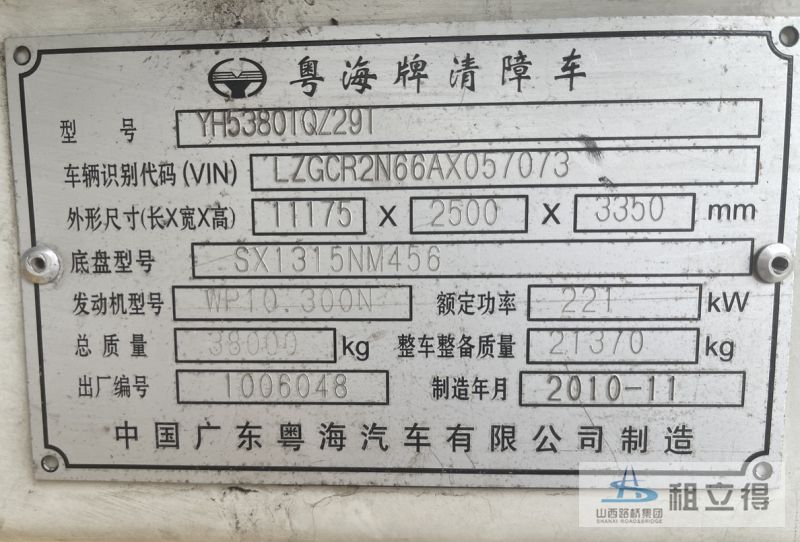 粤海牌清障车
型 号 YH5380TQZ29T
车辆识别代码(VIN) LZGCR2N66AX057073
外形尺寸(长X宽X高) 11175 X 2500 X 3350 mm
底盘型号 SX1315NM456
发动机型号 WP10.300N 额定功率 221 kW
总质量 38000 kg 整车整备质量 21370 kg
出厂编号 1006048 制造年月 2010-11
中国广东粤海汽车有限公司制造
山西路桥集团 租立得
SHANXI ROAD&BRIDGE